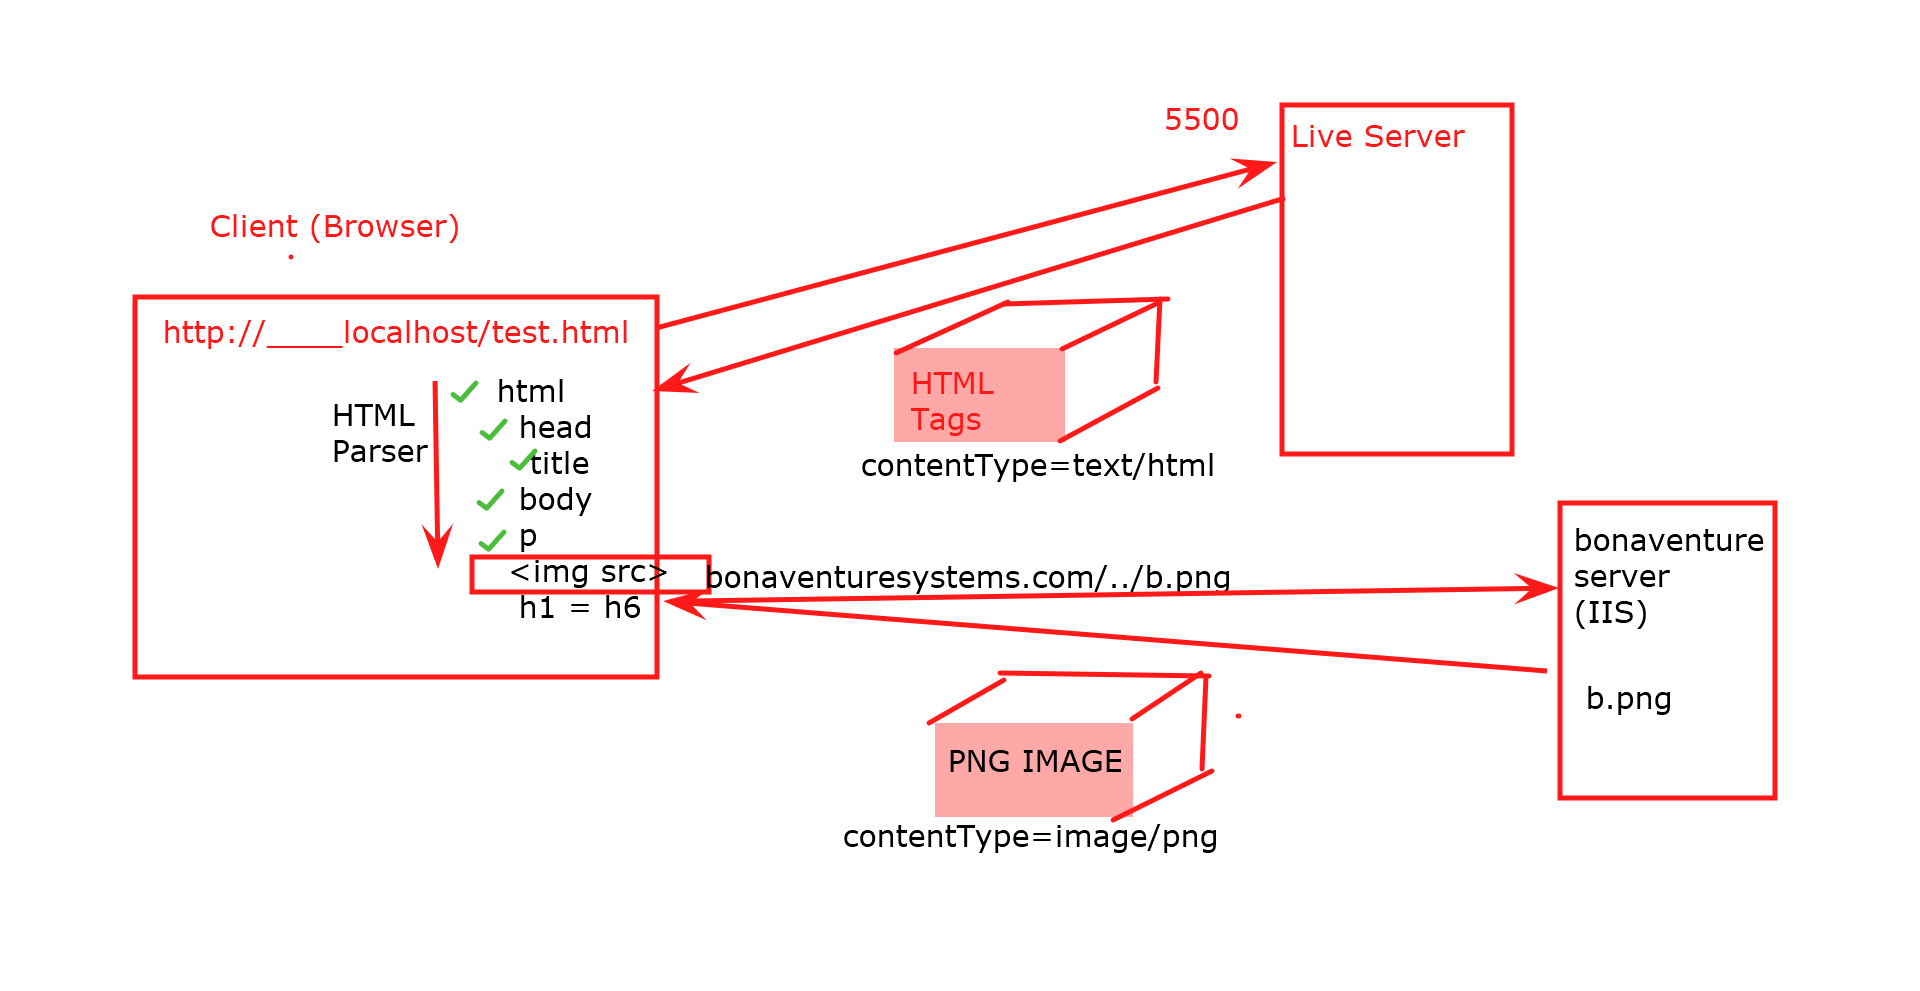 5500
Live Server
Client (Browser)
http://____localhost/test.html
HTML
Parser
html
head
title
body
p
<img src>
h1 = h6
HTML
Tags
contentType=text/html
bonaventuresystems.com/../b.png
bonaventure
server
(IIS)
b.png
PNG IMAGE
contentType=image/png